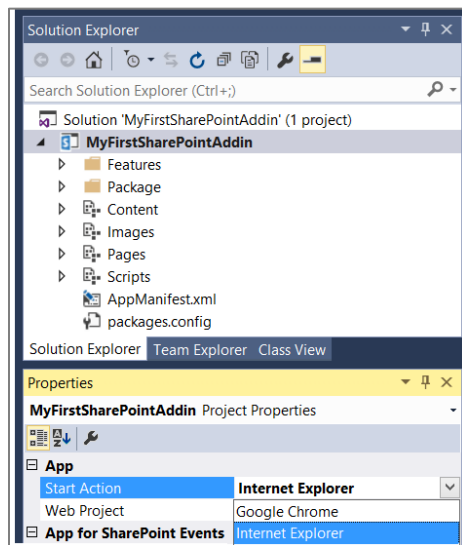 Solution Explorer
Search Solution Explorer (Ctrl+;)
Solution 'MyFirstSharePointAddin' (1 project)
MyFirstSharePointAddin
Features
Package
Content
Images
Pages
Scripts
AppManifest.xml
packages.config
Solution Explorer Team Explorer Class View
Properties
MyFirstSharePointAddin Project Properties
App
Start Action Internet Explorer
Web Project Google Chrome
App for SharePoint Events Internet Explorer